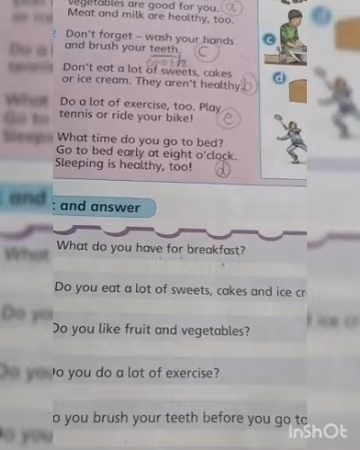 vegetables are good for you. a
Meat and milk are healthy, too.
Don't forget – wash your hands
and brush your teeth. c
tooth
Don't eat a lot of sweets, cakes
or ice cream. They aren't healthy. b
Do a lot of exercise, too. Play
tennis or ride your bike! e
What time do you go to bed?
Go to bed early at eight o'clock.
Sleeping is healthy, too! d
c
d
and answer
What do you have for breakfast?
Do you eat a lot of sweets, cakes and ice cr
Do you like fruit and vegetables?
o you do a lot of exercise?
o you brush your teeth before you go to
InShOt